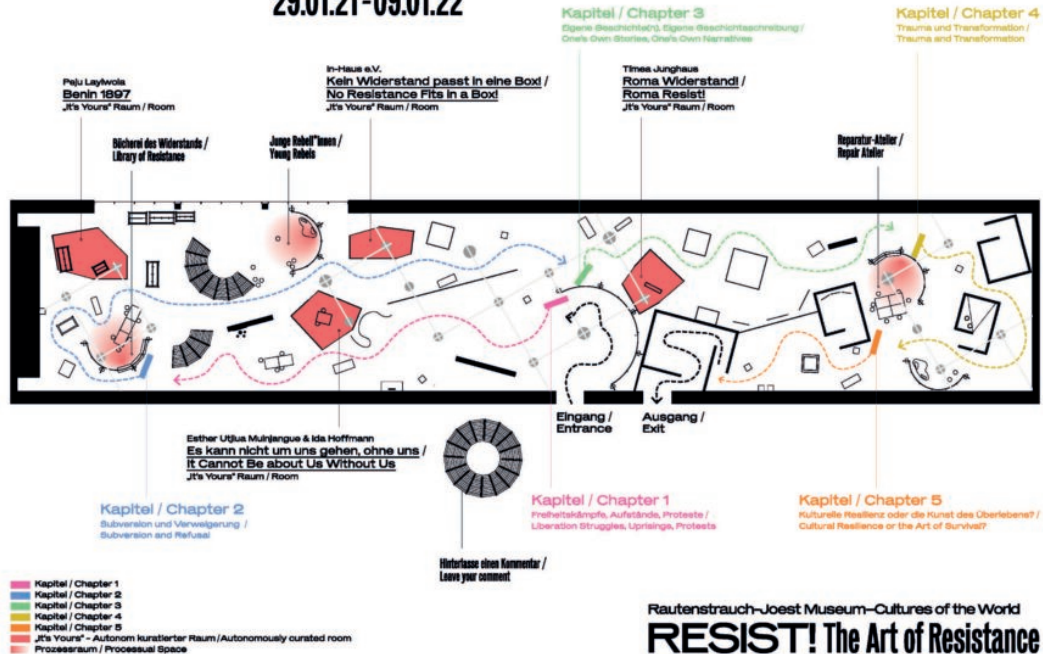 29.01.21-09.01.22
Kapitel / Chapter 3
Eigene Geschichte(n), Eigene Geschichtsschreibung /
One's Own Stories, One's Own Narratives
Kapitel / Chapter 4
Trauma und Transformation /
Trauma and Transformation
Peju Layiwola
Benin 1897
„It's Yours" Raum / Room
In-Haus e.V.
Kein Widerstand passt in eine Box! /
No Resistance Fits in a Box!
„It's Yours" Raum / Room
Timea Junghaus
Roma Widerstand! /
Roma Resist!
„It's Yours" Raum / Room
Bücherei des Widerstands /
Library of Resistance
Junge Rebell*innen /
Young Rebels
Reparatur-Atelier /
Repair Atelier
Eingang /
Entrance
Ausgang /
Exit
Esther Utjiua Muinjangue & Ida Hoffmann
Es kann nicht um uns gehen, ohne uns /
It Cannot Be about Us Without Us
„It's Yours" Raum / Room
Kapitel / Chapter 2
Subversion und Verweigerung /
Subversion and Refusal
Kapitel / Chapter 1
Freiheitskämpfe, Aufstände, Proteste /
Liberation Struggles, Uprisings, Protests
Kapitel / Chapter 5
Kulturelle Resilienz oder die Kunst des Überlebens? /
Cultural Resilience or the Art of Survival?
Hinterlasse einen Kommentar /
Leave your comment
Kapitel / Chapter 1
Kapitel / Chapter 2
Kapitel / Chapter 3
Kapitel / Chapter 4
Kapitel / Chapter 5
„It's Yours" - Autonom kuratierter Raum / Autonomously curated room
Prozessraum / Processual Space
Rautenstrauch-Joest Museum–Cultures of the World
RESIST! The Art of Resistance